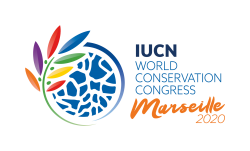 IUCN
WORLD
CONSERVATION
CONGRESS
Marseille
2020